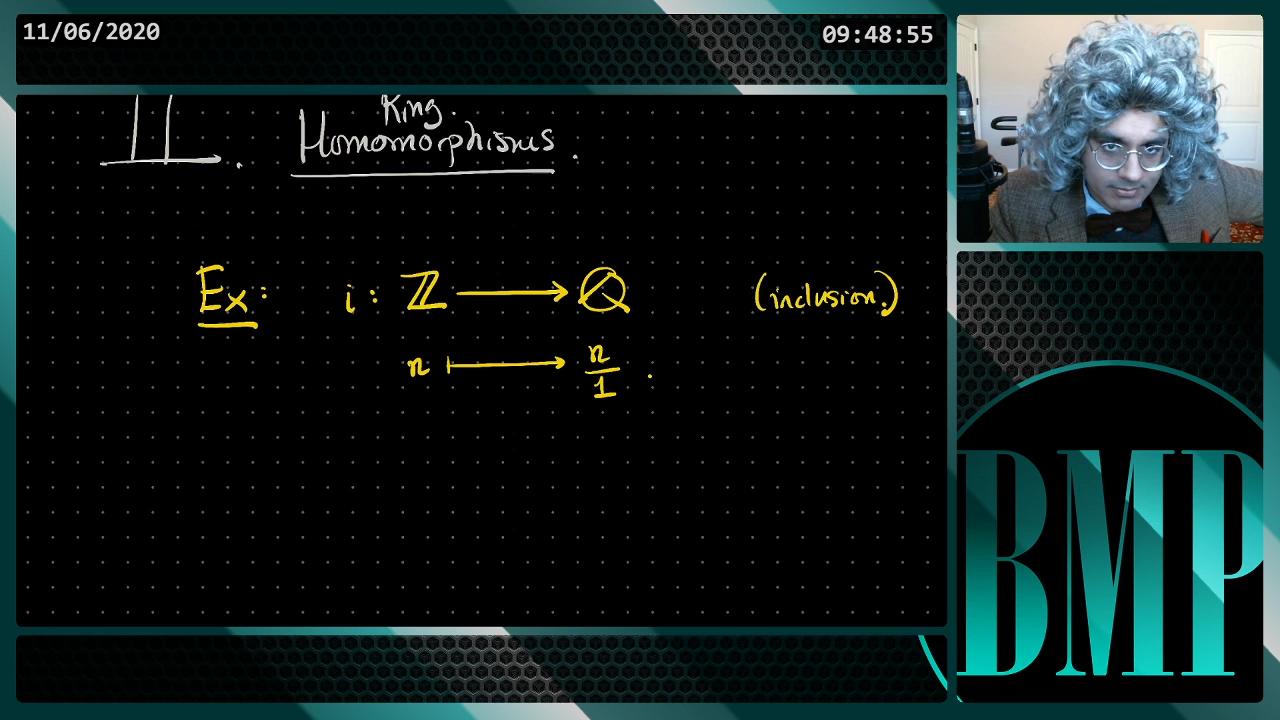 11/06/2020
09:48:55
II. Ring
Homomorphisms.
Ex: i: ℤ → ℚ (inclusion.)
n ↦ n/1.
BMP